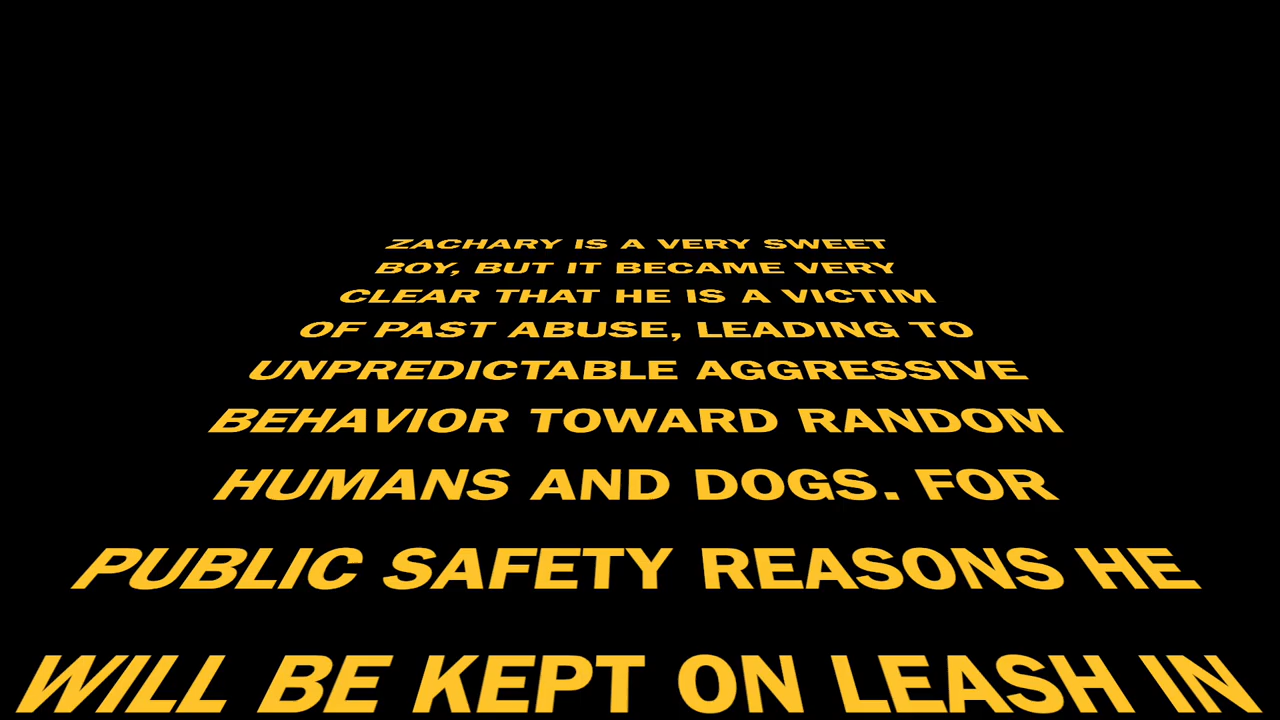 ZACHARY IS A VERY SWEET
BOY, BUT IT BECAME VERY
CLEAR THAT HE IS A VICTIM
OF PAST ABUSE, LEADING TO
UNPREDICTABLE AGGRESSIVE
BEHAVIOR TOWARD RANDOM
HUMANS AND DOGS. FOR
PUBLIC SAFETY REASONS HE
WILL BE KEPT ON LEASH IN